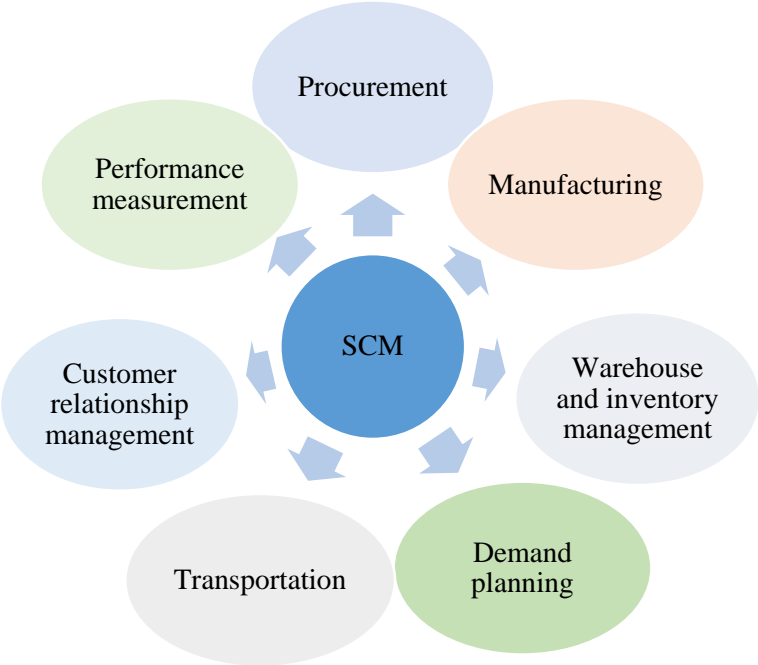 Procurement
Performance
measurement
Manufacturing
SCM
Customer
relationship
management
Warehouse
and inventory
management
Transportation
Demand
planning